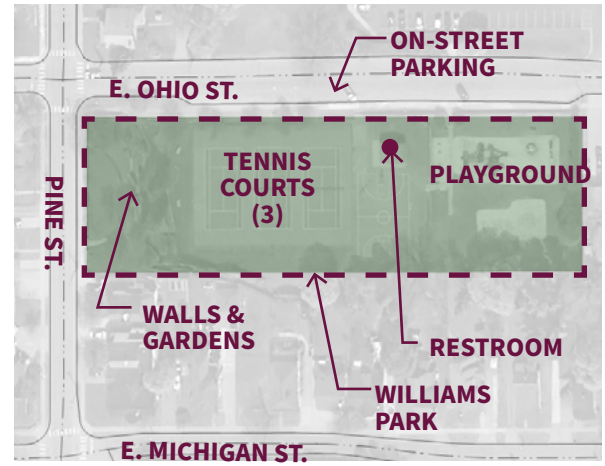 ON-STREET
PARKING
E. OHIO ST.
TENNIS
COURTS
(3)
PLAYGROUND
PINE ST.
WALLS &
GARDENS
RESTROOM
WILLIAMS
PARK
E. MICHIGAN ST.